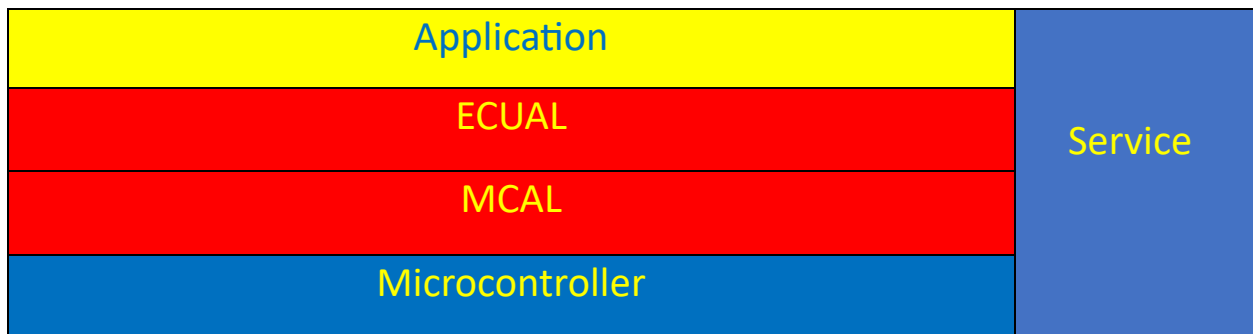 Application
ECUAL
Service
MCAL
Microcontroller